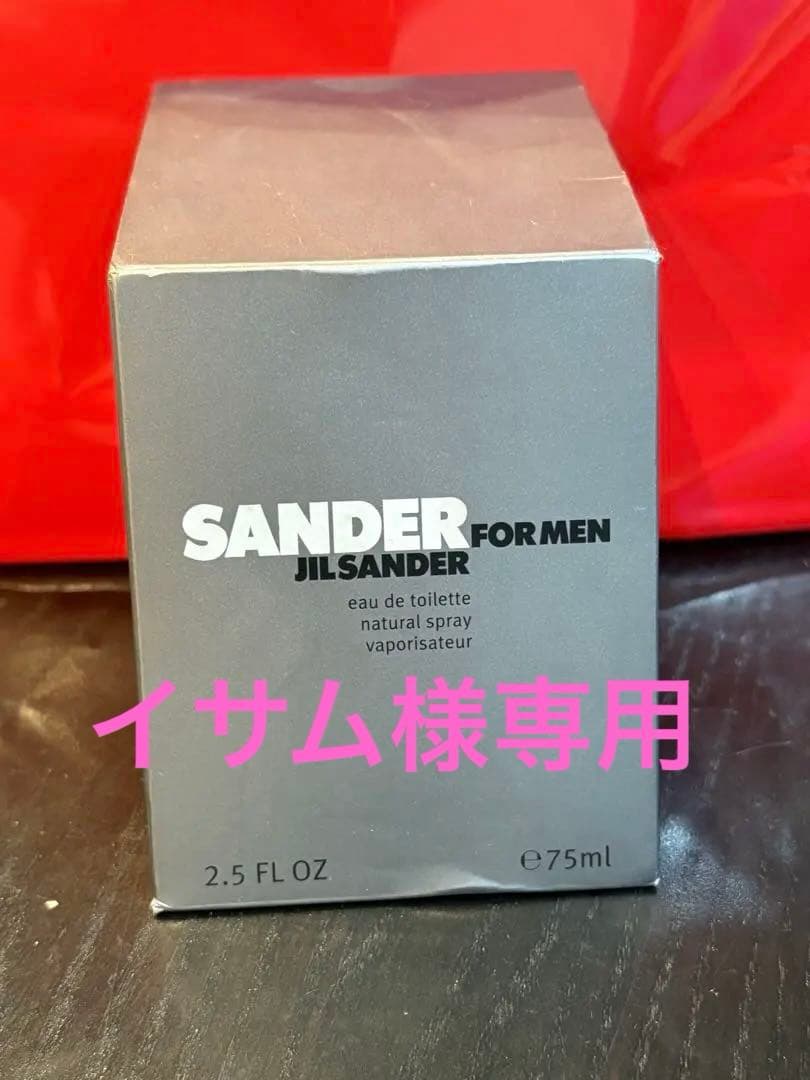 SANDER FOR MEN
JIL SANDER
eau de toilette
natural spray
vaporisateur
イサム様専用
2.5 FL OZ ℮75ml